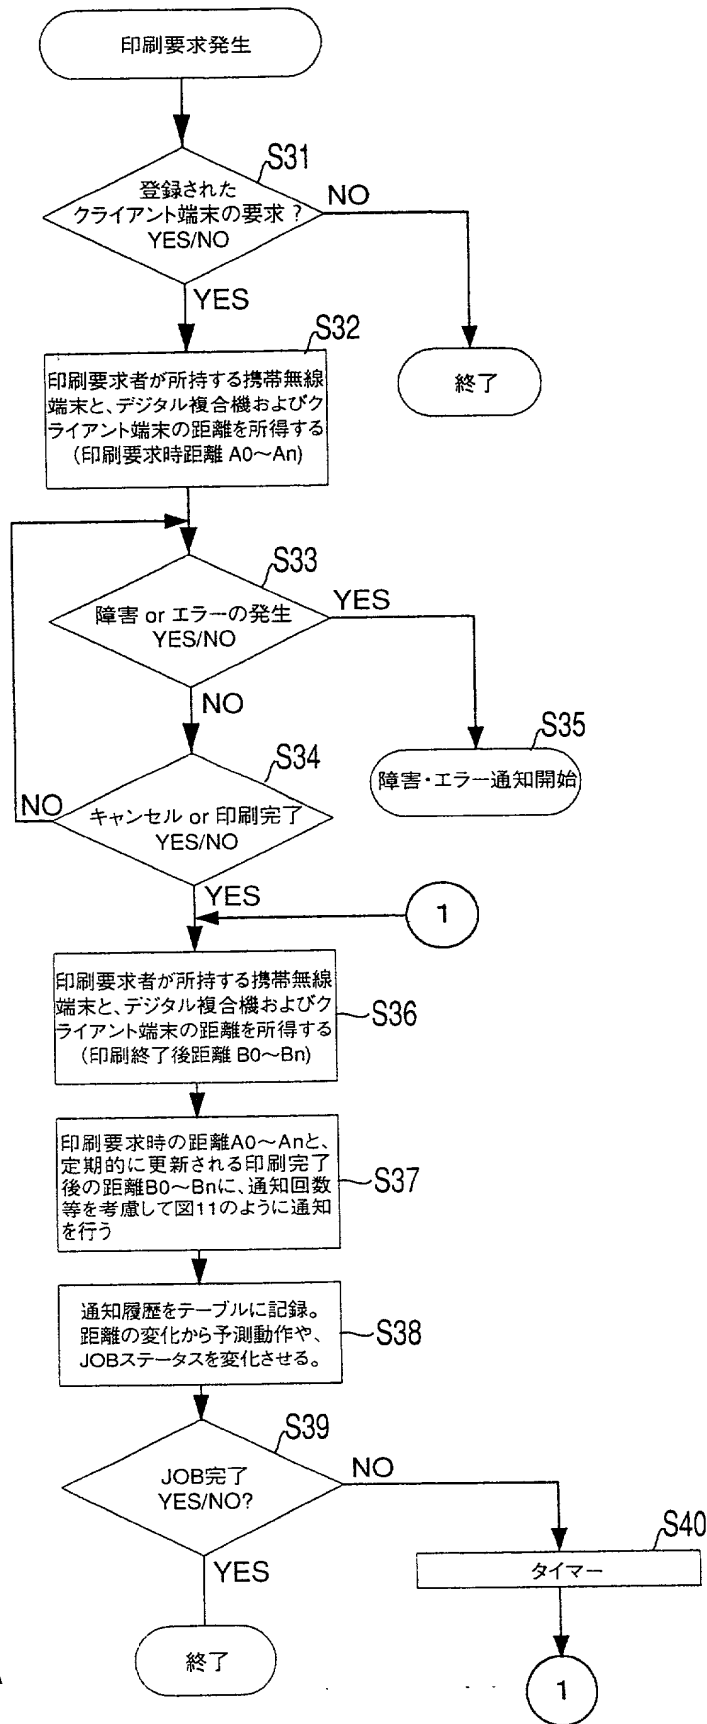 印刷要求発生
S31
登録された
クライアント端末の要求?
YES/NO
NO
YES
S32
終了
印刷要求者が所持する携帯無線
端末と、デジタル複合機およびク
ライアント端末の距離を所得する
(印刷要求時距離 A0~An)
S33
障害 or エラーの発生
YES/NO
YES
NO
S35
障害・エラー通知開始
S34
キャンセル or 印刷完了
YES/NO
NO
YES
1
印刷要求者が所持する携帯無線
端末と、デジタル複合機およびク
ライアント端末の距離を所得する
(印刷終了後距離 B0~Bn)
S36
印刷要求時の距離A0~Anと、
定期的に更新される印刷完了
後の距離B0~Bnに、通知回数
等を考慮して図11のように通知
を行う
S37
通知履歴をテーブルに記録。
距離の変化から予測動作や、
JOBステータスを変化させる。
S38
S39
JOB完了
YES/NO?
NO
YES
S40
タイマー
終了
1